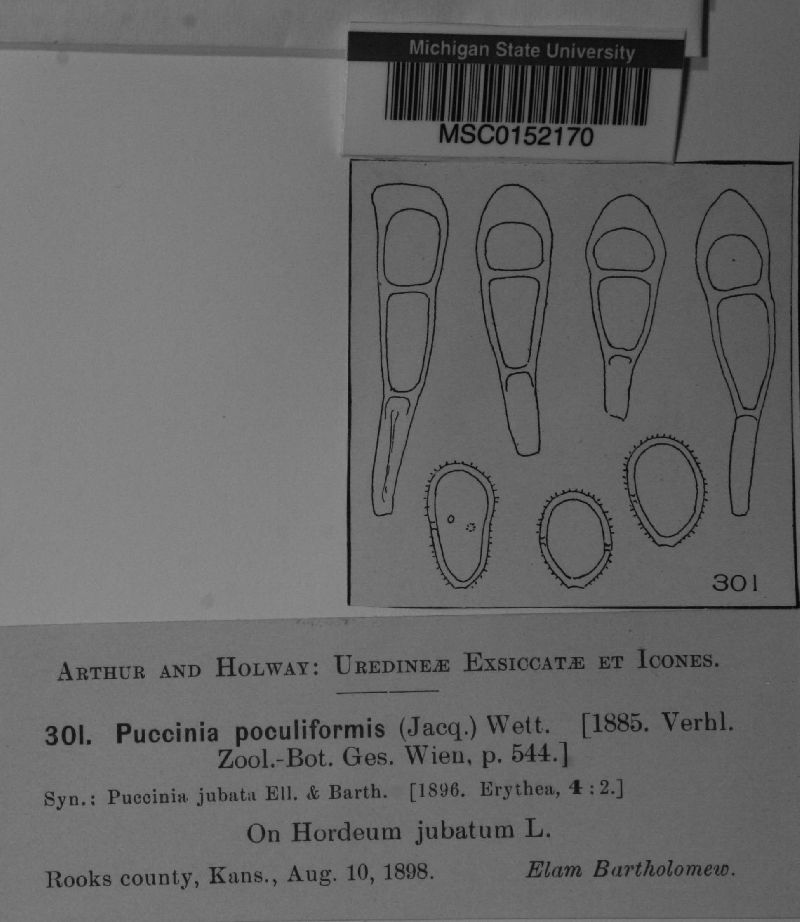 Michigan State University
MSC0152170
301
Arthur and Holway: Uredineæ Exsiccatæ et Icones.
301. Puccinia poculiformis (Jacq.) Wett. [1885. Verhl.
Zool.-Bot. Ges. Wien, p. 544.]
Syn.: Puccinia jubata Ell. & Barth. [1896. Erythea, 4 : 2.]
On Hordeum jubatum L.
Rooks county, Kans., Aug. 10, 1898. Elam Bartholomew.